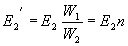 E₂′ = E₂ W₁/W₂ = E₂n